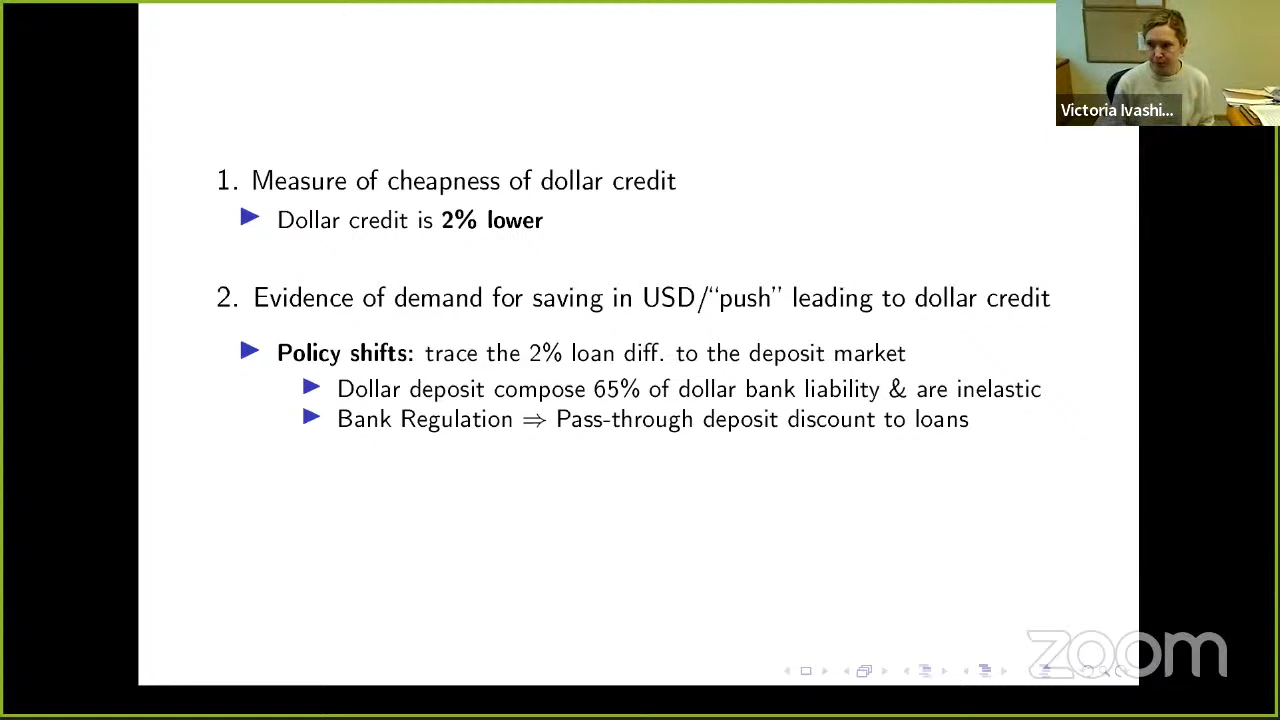 Victoria Ivashi...
1. Measure of cheapness of dollar credit
▶ Dollar credit is 2% lower
2. Evidence of demand for saving in USD/“push” leading to dollar credit
▶ Policy shifts: trace the 2% loan diff. to the deposit market
▶ Dollar deposit compose 65% of dollar bank liability & are inelastic
▶ Bank Regulation ⇒ Pass-through deposit discount to loans
zoom